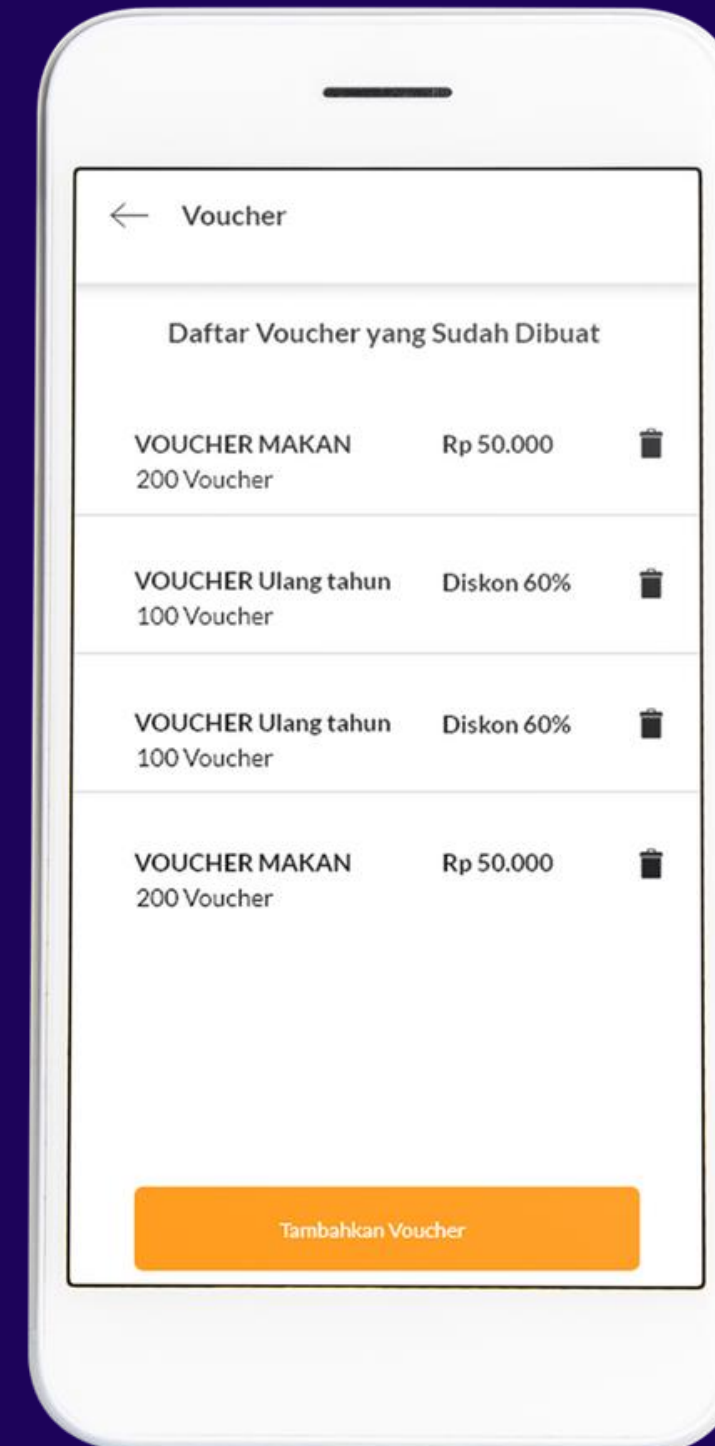 Voucher
Daftar Voucher yang Sudah Dibuat
VOUCHER MAKAN Rp 50.000
200 Voucher
VOUCHER Ulang tahun Diskon 60%
100 Voucher
VOUCHER Ulang tahun Diskon 60%
100 Voucher
VOUCHER MAKAN Rp 50.000
200 Voucher
Tambahkan Voucher